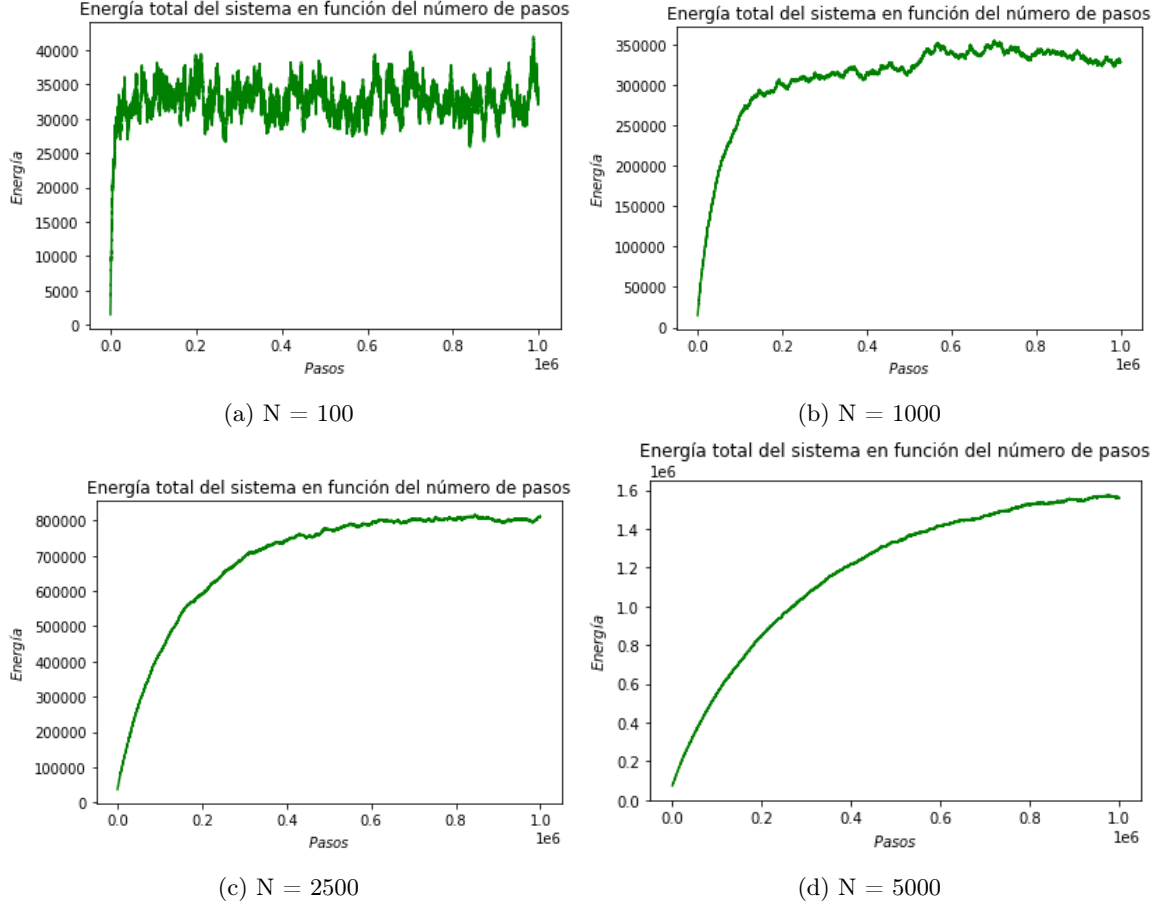 Energía total del sistema en función del número de pasos
40000
35000
30000
25000
20000
15000
10000
5000
0
Energía
0.0 0.2 0.4 0.6 0.8 1.0
1e6
Pasos
(a) N = 100
Energía total del sistema en función del número de pasos
350000
300000
250000
200000
150000
100000
50000
0
Energía
0.0 0.2 0.4 0.6 0.8 1.0
1e6
Pasos
(b) N = 1000
Energía total del sistema en función del número de pasos
800000
700000
600000
500000
400000
300000
200000
100000
0
Energía
0.0 0.2 0.4 0.6 0.8 1.0
1e6
Pasos
(c) N = 2500
Energía total del sistema en función del número de pasos
1e6
1.6
1.4
1.2
1.0
0.8
0.6
0.4
0.2
0.0
Energía
0.0 0.2 0.4 0.6 0.8 1.0
1e6
Pasos
(d) N = 5000